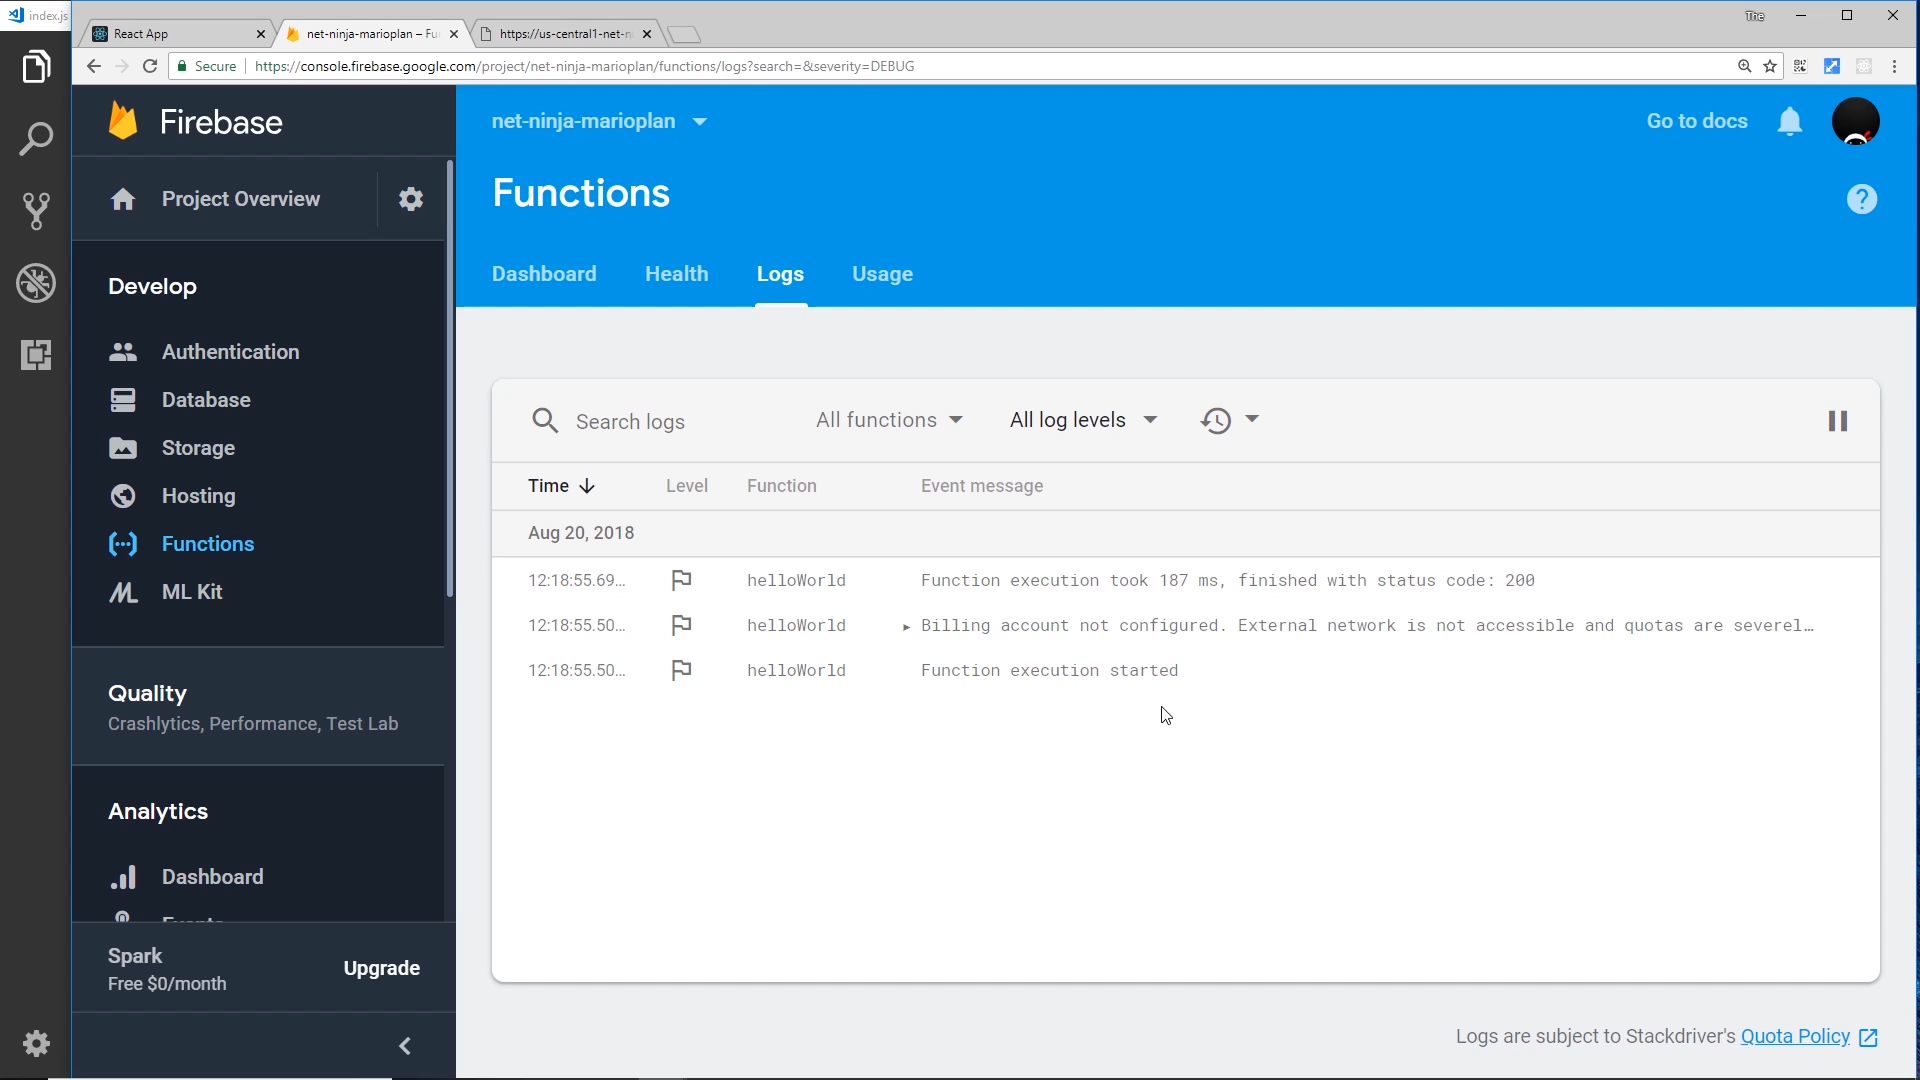 index.js
React App
net-ninja-marioplan – Fu
https://us-central1-net-n
The
Secure
https://console.firebase.google.com/project/net-ninja-marioplan/functions/logs?search=&severity=DEBUG
Firebase
net-ninja-marioplan
Go to docs
Project Overview
Functions
?
Dashboard
Health
Logs
Usage
Develop
Authentication
Database
Storage
Hosting
Functions
ML Kit
Quality
Crashlytics, Performance, Test Lab
Analytics
Dashboard
Events
Spark
Free $0/month
Upgrade
Search logs
All functions
All log levels
Time
Level
Function
Event message
Aug 20, 2018
12:18:55.69... helloWorld Function execution took 187 ms, finished with status code: 200
12:18:55.50... helloWorld Billing account not configured. External network is not accessible and quotas are severel…
12:18:55.50... helloWorld Function execution started
Logs are subject to Stackdriver's Quota Policy